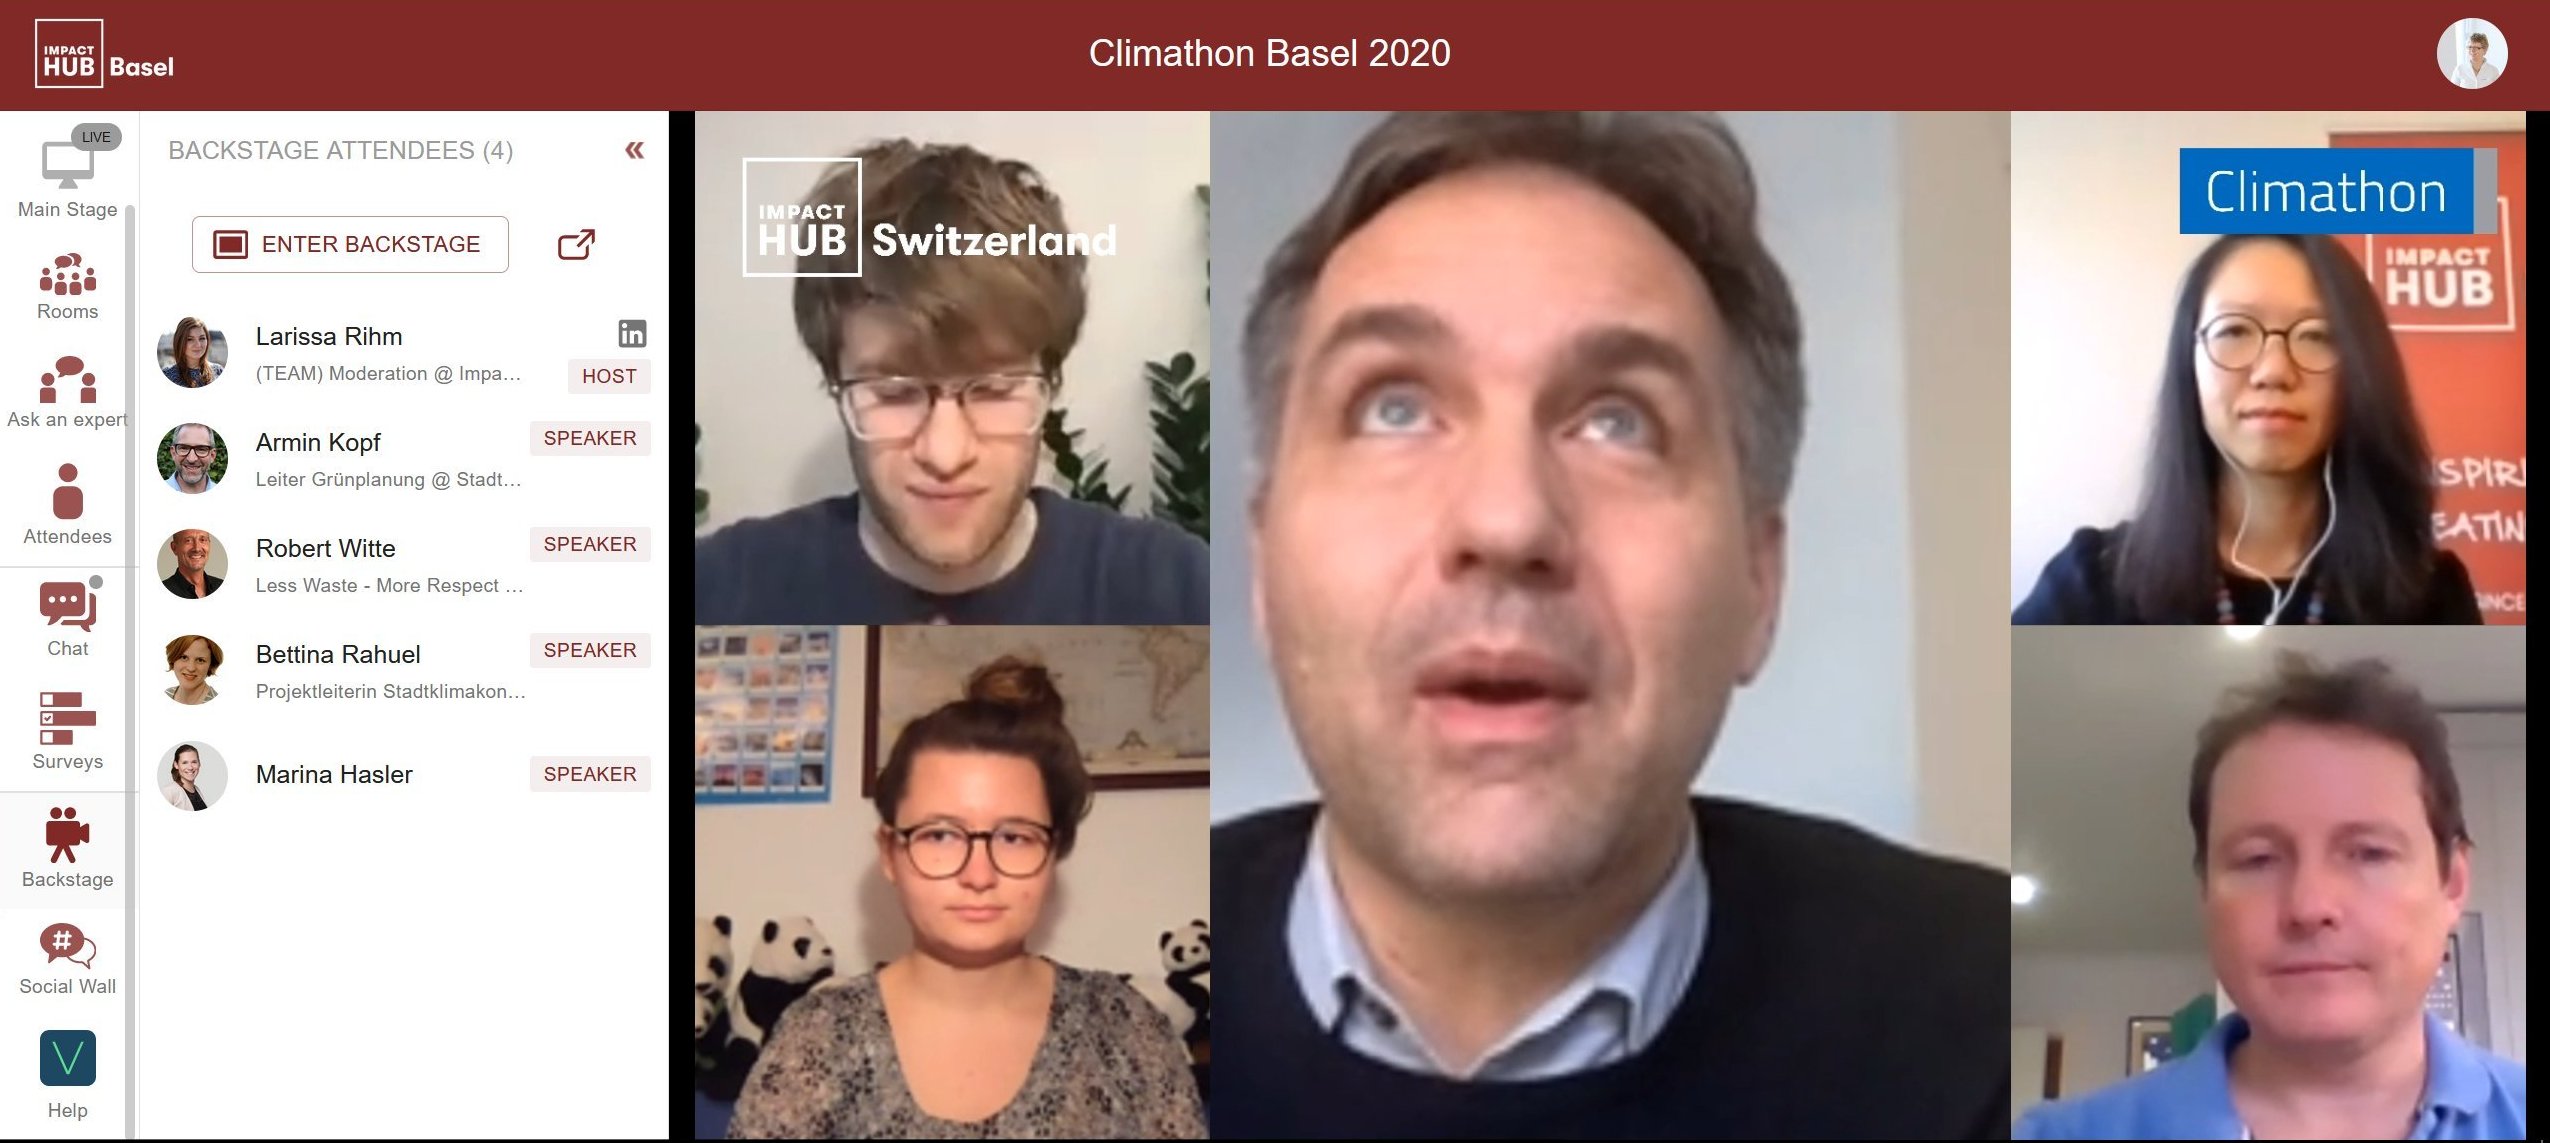 IMPACT
HUB Basel
Climathon Basel 2020
LIVE
Main Stage
Rooms
Ask an expert
Attendees
Chat
Surveys
Backstage
Social Wall
Help
BACKSTAGE ATTENDEES (4)
«
ENTER BACKSTAGE
Larissa Rihm
in
(TEAM) Moderation @ Impa...
HOST
Armin Kopf
SPEAKER
Leiter Grünplanung @ Stadt...
Robert Witte
SPEAKER
Less Waste - More Respect ...
Bettina Rahuel
SPEAKER
Projektleiterin Stadtklimakon...
Marina Hasler
SPEAKER
IMPACT
HUB Switzerland
Climathon
IMPACT
HUB
NSPIR
EATIN
INCE